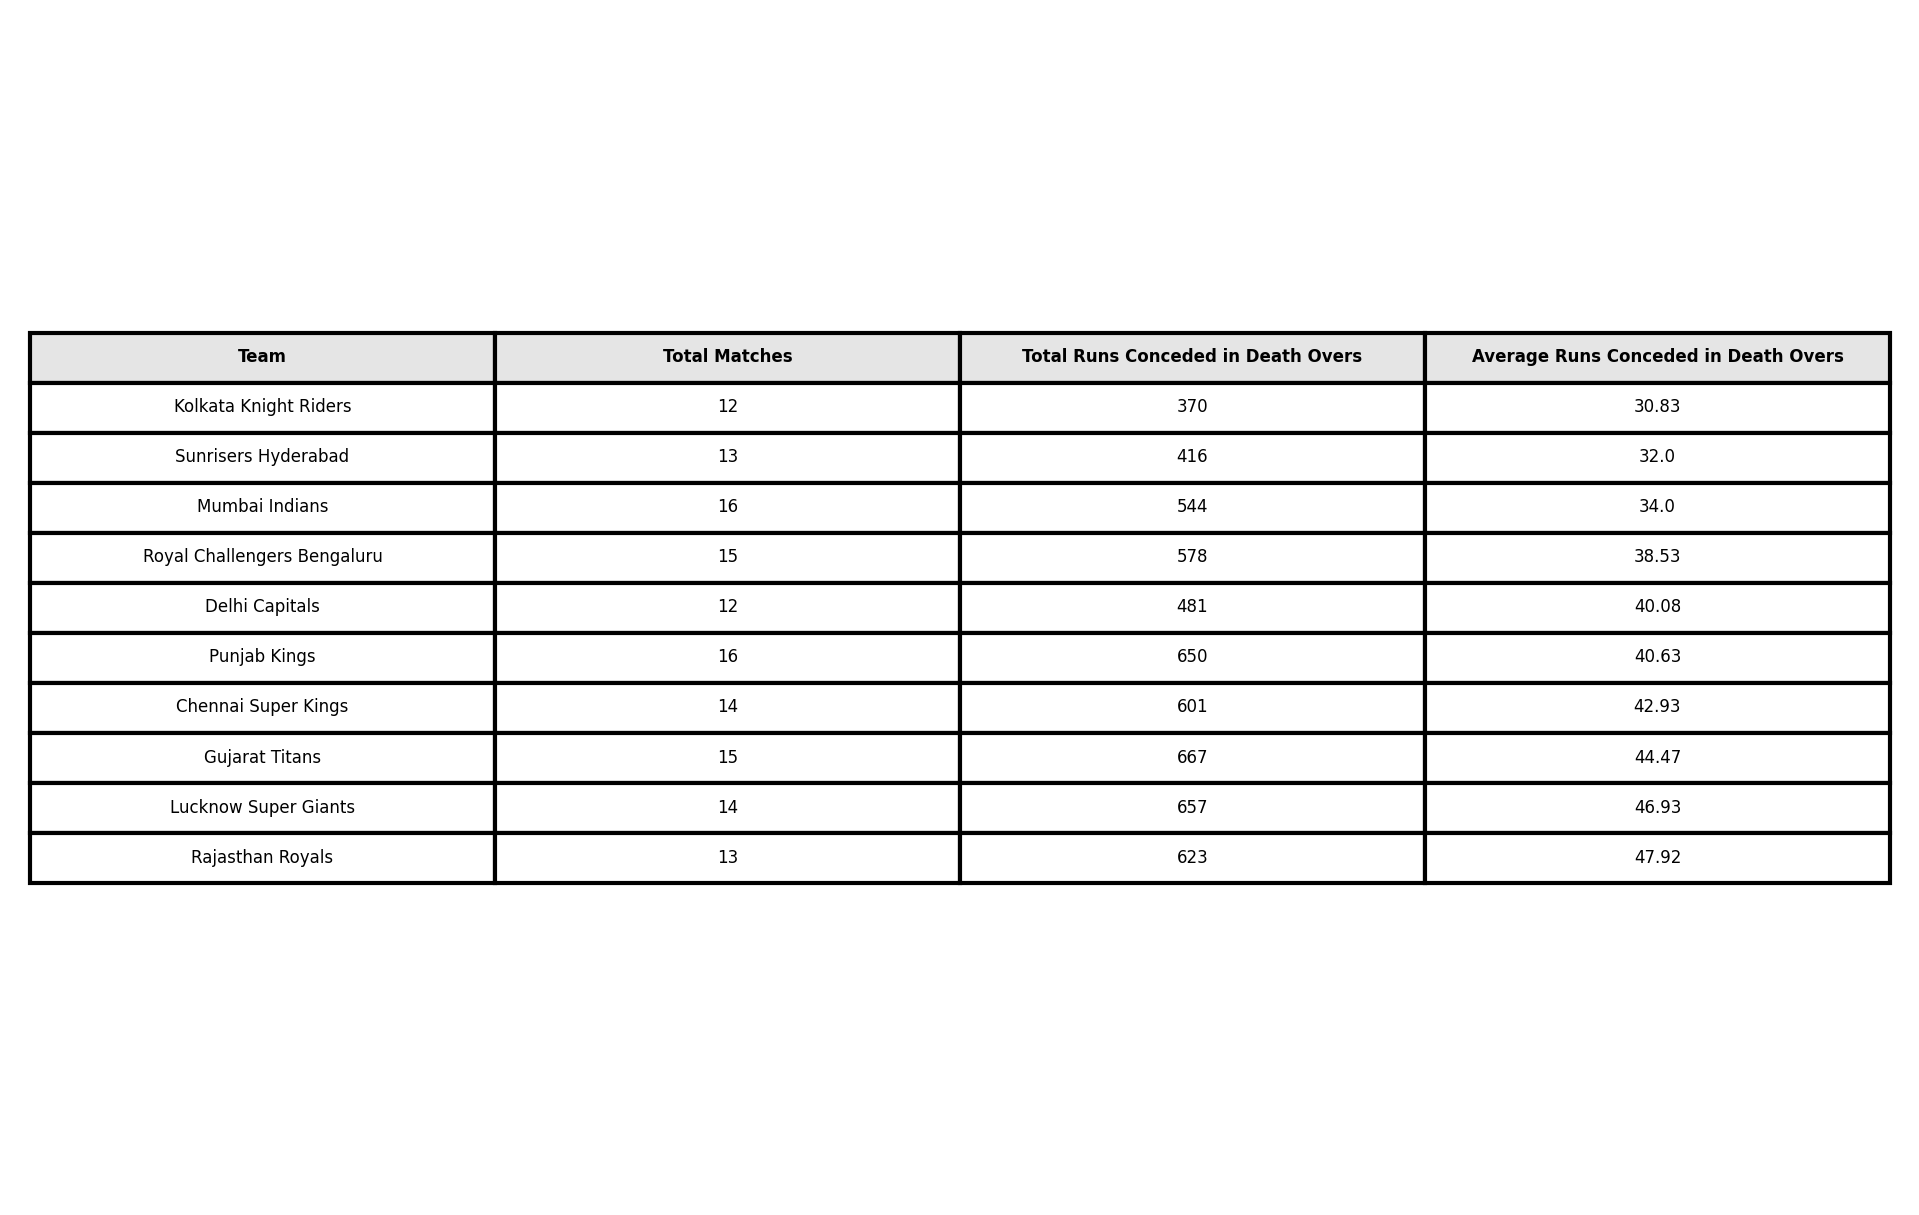 Team Total Matches Total Runs Conceded in Death Overs Average Runs Conceded in Death Overs
Kolkata Knight Riders 12 370 30.83
Sunrisers Hyderabad 13 416 32.0
Mumbai Indians 16 544 34.0
Royal Challengers Bengaluru 15 578 38.53
Delhi Capitals 12 481 40.08
Punjab Kings 16 650 40.63
Chennai Super Kings 14 601 42.93
Gujarat Titans 15 667 44.47
Lucknow Super Giants 14 657 46.93
Rajasthan Royals 13 623 47.92